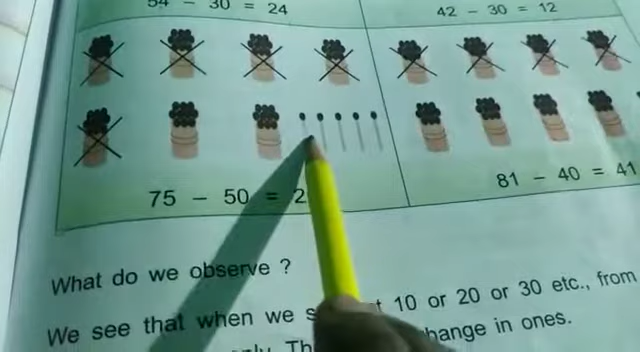 54 - 30 = 24
42 - 30 = 12
75 - 50 = 2
81 - 40 = 41
What do we observe ?
We see that when we 10 or 20 or 30 etc., from
hange in ones.